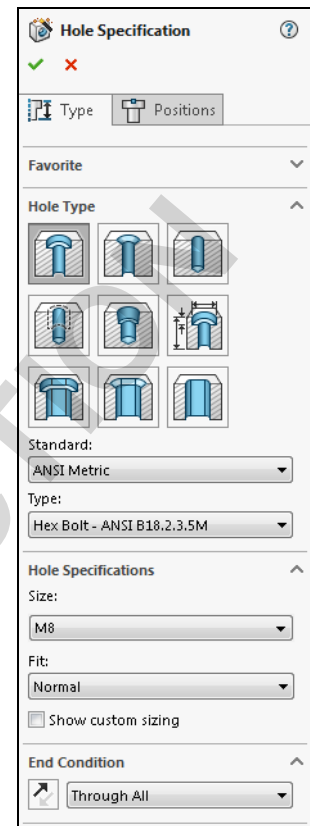 Hole Specification
Type
Positions
Favorite
Hole Type
Standard:
ANSI Metric
Type:
Hex Bolt - ANSI B18.2.3.5M
Hole Specifications
Size:
M8
Fit:
Normal
Show custom sizing
End Condition
Through All